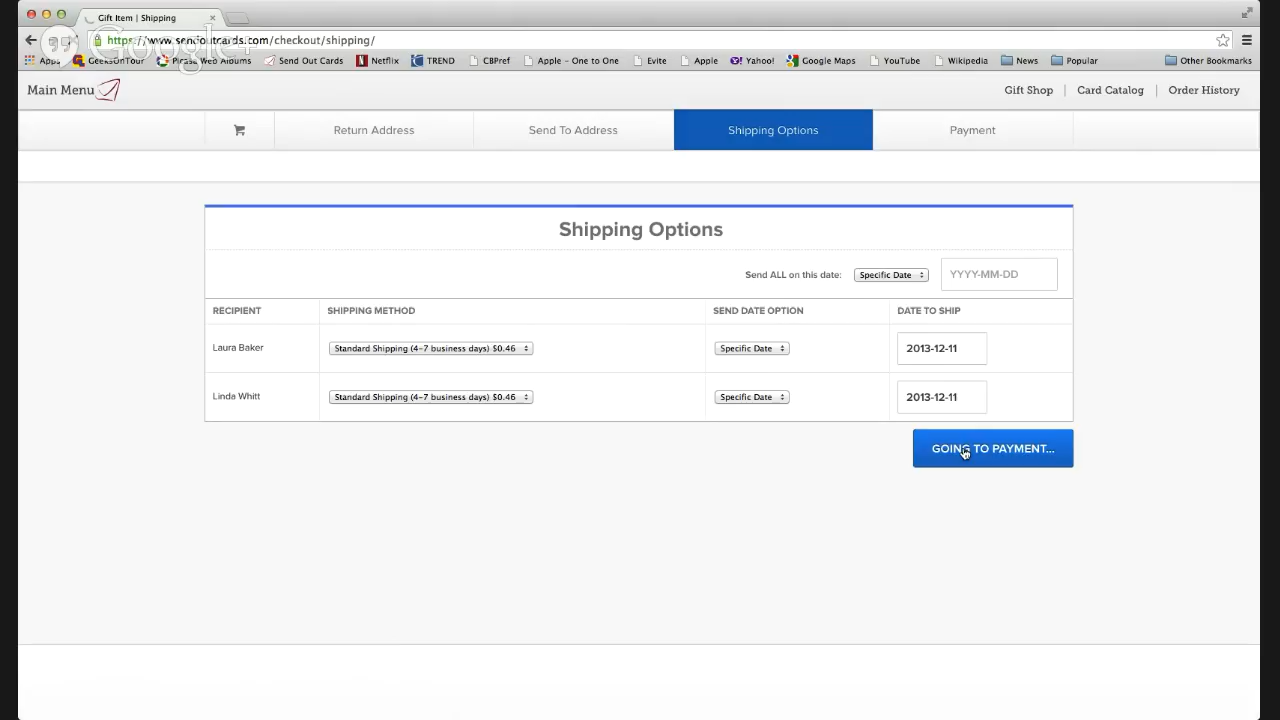 Gift Item | Shipping
https://www.sendoutcards.com/checkout/shipping/
Google+
Apps GeeksOnTour Picasa Web Albums Send Out Cards Netflix TREND CBPref Apple - One to One Evite Apple Yahoo! Google Maps YouTube Wikipedia News Popular Other Bookmarks
Main Menu Gift Shop | Card Catalog | Order History
Return Address Send To Address Shipping Options Payment
Shipping Options
Send ALL on this date: Specific Date YYYY-MM-DD
RECIPIENT SHIPPING METHOD SEND DATE OPTION DATE TO SHIP
Laura Baker Standard Shipping (4-7 business days) $0.46 Specific Date 2013-12-11
Linda Whitt Standard Shipping (4-7 business days) $0.46 Specific Date 2013-12-11
GOING TO PAYMENT...